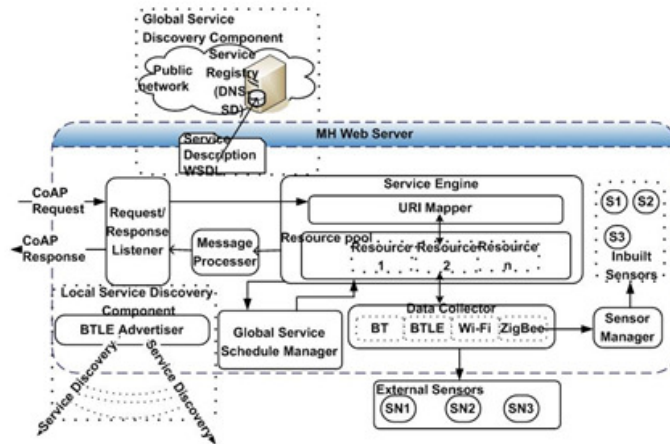 Global Service
Discovery Component
Public
network
Service
Registry
(DNS-
SD)
MH Web Server
Service
Description
WSDL
CoAP
Request
CoAP
Response
Request/
Response
Listener
Message
Processer
Service Engine
URI Mapper
Resource pool
Resource
1
Resource
2
Resource
n
S1 S2
S3
Inbuilt
Sensors
Local Service Discovery
Component
BTLE Advertiser
Service Discovery
Service Discovery
Global Service
Schedule Manager
Data Collector
BT BTLE Wi-Fi ZigBee
Sensor
Manager
External Sensors
SN1 SN2 SN3